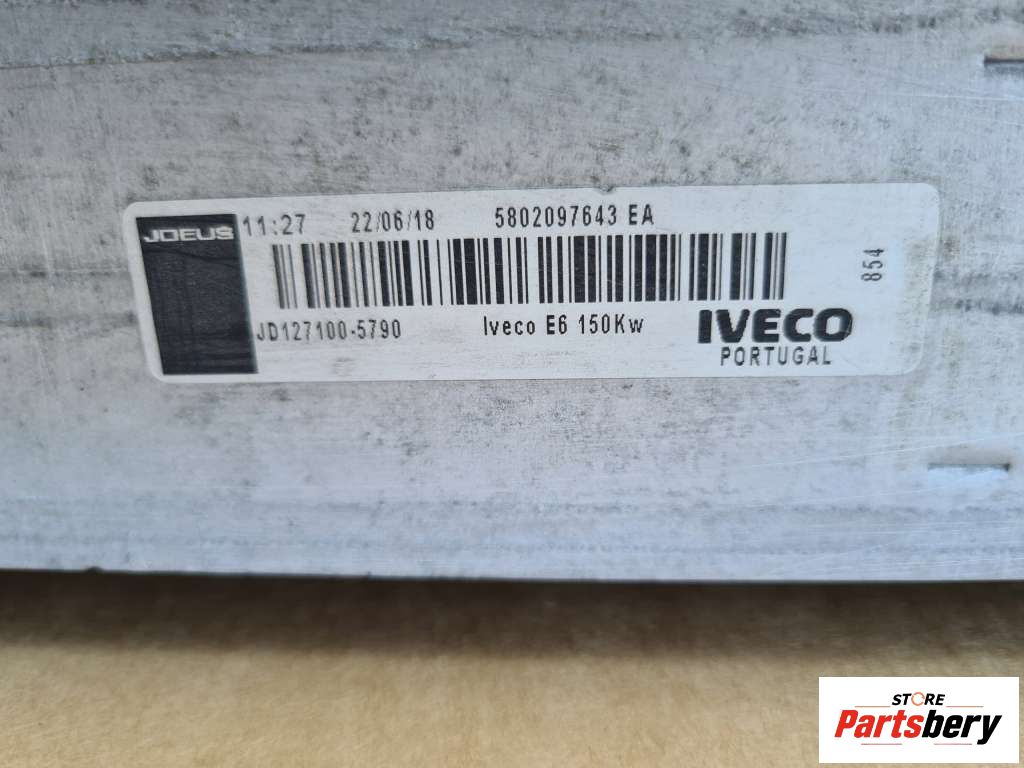 JDEUS
11:27 22/06/18 5802097643 EA
854
JD127100-5790 Iveco E6 150Kw IVECO
PORTUGAL
STORE
Partsbery